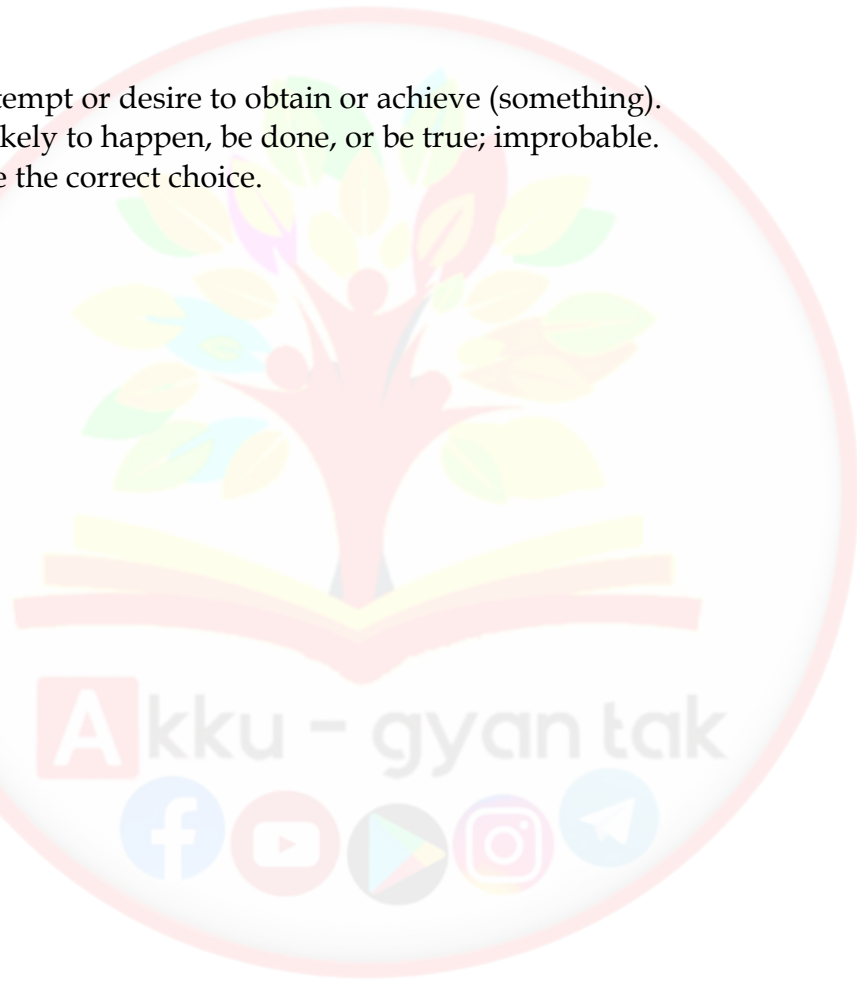 tempt or desire to obtain or achieve (something).
kely to happen, be done, or be true; improbable.
e the correct choice.
A kku - gyan tak